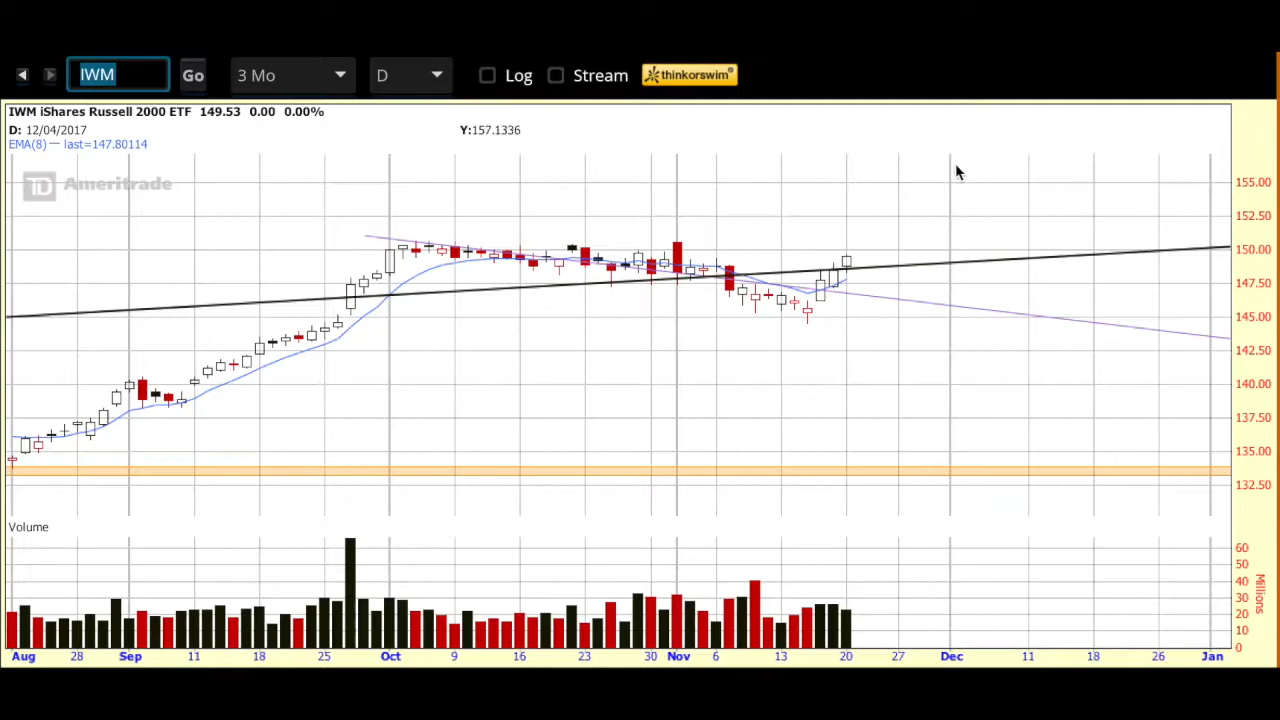 IWM Go 3 Mo D Log Stream thinkorswim
IWM iShares Russell 2000 ETF 149.53 0.00 0.00%
D: 12/04/2017 Y:157.1336
EMA(8) — last=147.80114
TD Ameritrade
155.00
152.50
150.00
147.50
145.00
142.50
140.00
137.50
135.00
132.50
Volume
60
50
40
30
20
10
0
Millions
Aug 28 Sep 11 18 25 Oct 9 16 23 30 Nov 6 13 20 27 Dec 11 18 26 Jan